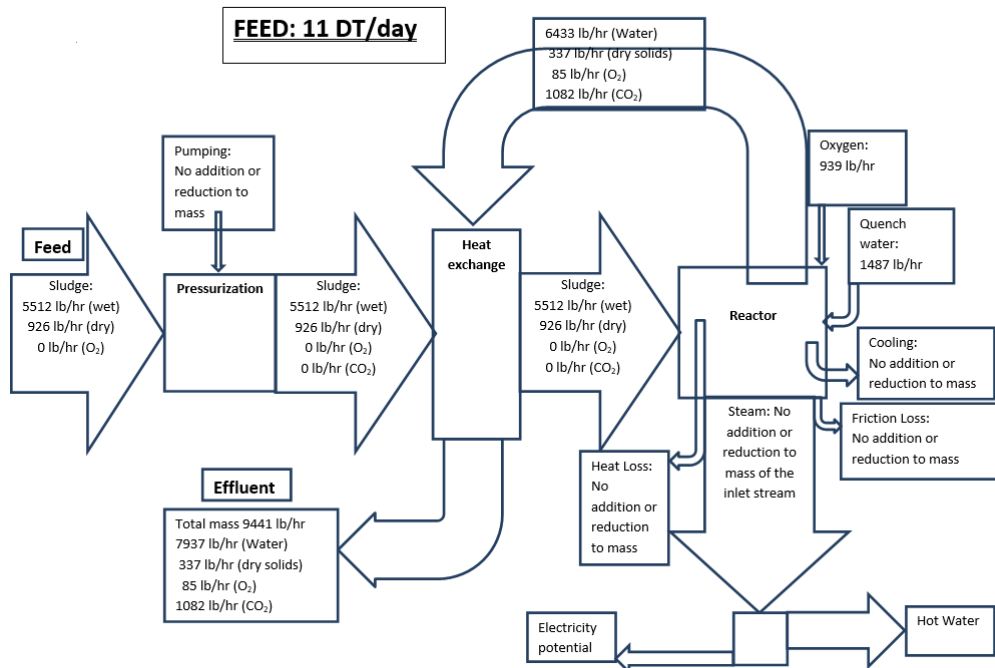 FEED: 11 DT/day
6433 lb/hr (Water)
337 lb/hr (dry solids)
85 lb/hr (O₂)
1082 lb/hr (CO₂)
Pumping:
No addition or
reduction to
mass
Oxygen:
939 lb/hr
Quench
water:
1487 lb/hr
Feed
Sludge:
5512 lb/hr (wet)
926 lb/hr (dry)
0 lb/hr (O₂)
Pressurization
Sludge:
5512 lb/hr (wet)
926 lb/hr (dry)
0 lb/hr (O₂)
0 lb/hr (CO₂)
Heat
exchange
Sludge:
5512 lb/hr (wet)
926 lb/hr (dry)
0 lb/hr (O₂)
0 lb/hr (CO₂)
Reactor
Cooling:
No addition or
reduction to mass
Friction Loss:
No addition or
reduction to mass
Steam: No
addition or
reduction to
mass of the
inlet stream
Heat Loss:
No
addition or
reduction
to mass
Effluent
Total mass 9441 lb/hr
7937 lb/hr (Water)
337 lb/hr (dry solids)
85 lb/hr (O₂)
1082 lb/hr (CO₂)
Electricity
potential
Hot Water